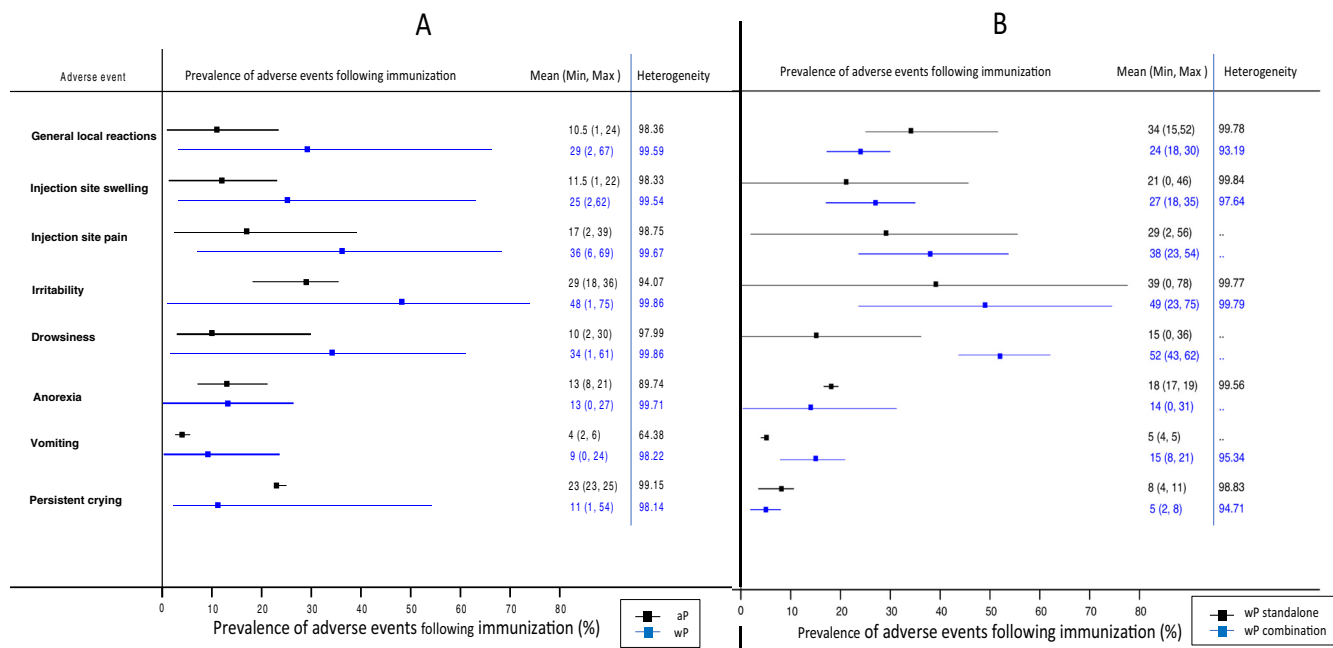 A
B
Adverse event Prevalence of adverse events following immunization Mean (Min, Max ) Heterogeneity
Prevalence of adverse events following immunization Mean (Min, Max ) Heterogeneity
General local reactions
10.5 (1, 24) 98.36
29 (2, 67) 99.59
34 (15,52) 99.78
24 (18, 30) 93.19
Injection site swelling
11.5 (1, 22) 98.33
25 (2,62) 99.54
21 (0, 46) 99.84
27 (18, 35) 97.64
Injection site pain
17 (2, 39) 98.75
36 (6, 69) 99.67
29 (2, 56) ..
38 (23, 54) ..
Irritability
29 (18, 36) 94.07
48 (1, 75) 99.86
39 (0, 78) 99.77
49 (23, 75) 99.79
Drowsiness
10 (2, 30) 97.99
34 (1, 61) 99.86
15 (0, 36) ..
52 (43, 62) ..
Anorexia
13 (8, 21) 89.74
13 (0, 27) 99.71
18 (17, 19) 99.56
14 (0, 31) ..
Vomiting
4 (2, 6) 64.38
9 (0, 24) 98.22
5 (4, 5) ..
15 (8, 21) 95.34
Persistent crying
23 (23, 25) 99.15
11 (1, 54) 98.14
8 (4, 11) 98.83
5 (2, 8) 94.71
0 10 20 30 40 50 60 70 80
Prevalence of adverse events following immunization (%)
aP
wP
0 10 20 30 40 50 60 70 80
Prevalence of adverse events following immunization (%)
wP standalone
wP combination